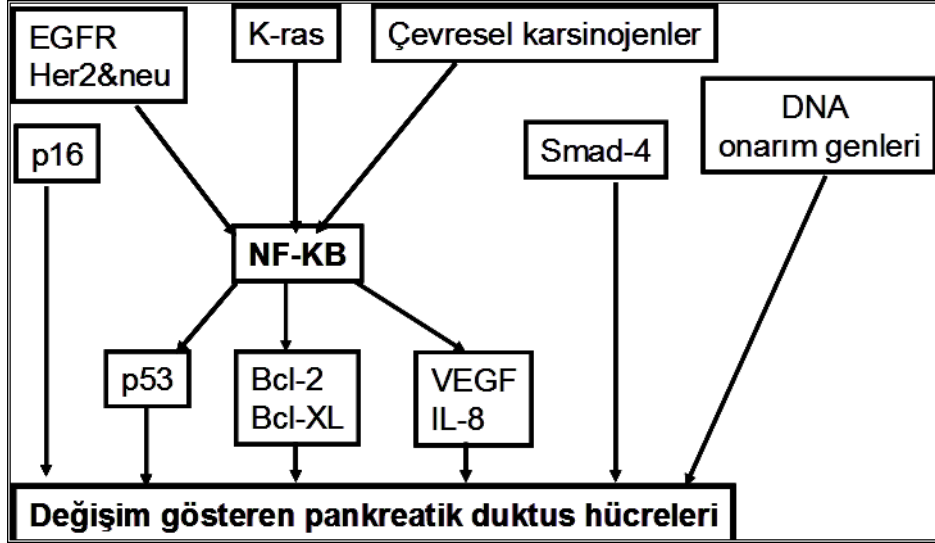 EGFR
Her2&neu
K-ras
Çevresel karsinojenler
DNA
onarım genleri
p16
Smad-4
NF-KB
p53
Bcl-2
Bcl-XL
VEGF
IL-8
Değişim gösteren pankreatik duktus hücreleri